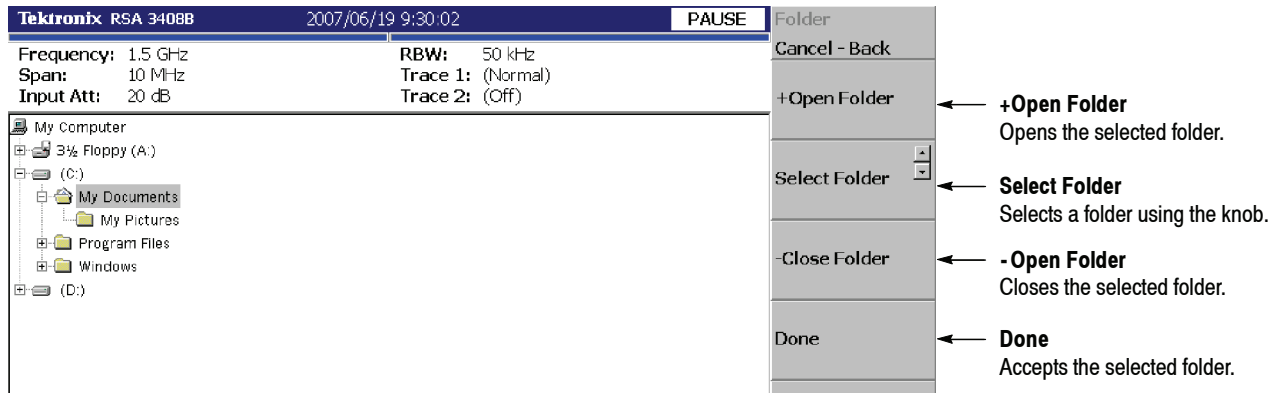 Tektronix RSA 3408B 2007/06/19 9:30:02 PAUSE
Frequency: 1.5 GHz RBW: 50 kHz
Span: 10 MHz Trace 1: (Normal)
Input Att: 20 dB Trace 2: (Off)
My Computer
3½ Floppy (A:)
(C:)
My Documents
My Pictures
Program Files
Windows
(D:)
Folder
Cancel - Back
+Open Folder
Select Folder
-Close Folder
Done
+Open Folder
Opens the selected folder.
Select Folder
Selects a folder using the knob.
- Open Folder
Closes the selected folder.
Done
Accepts the selected folder.